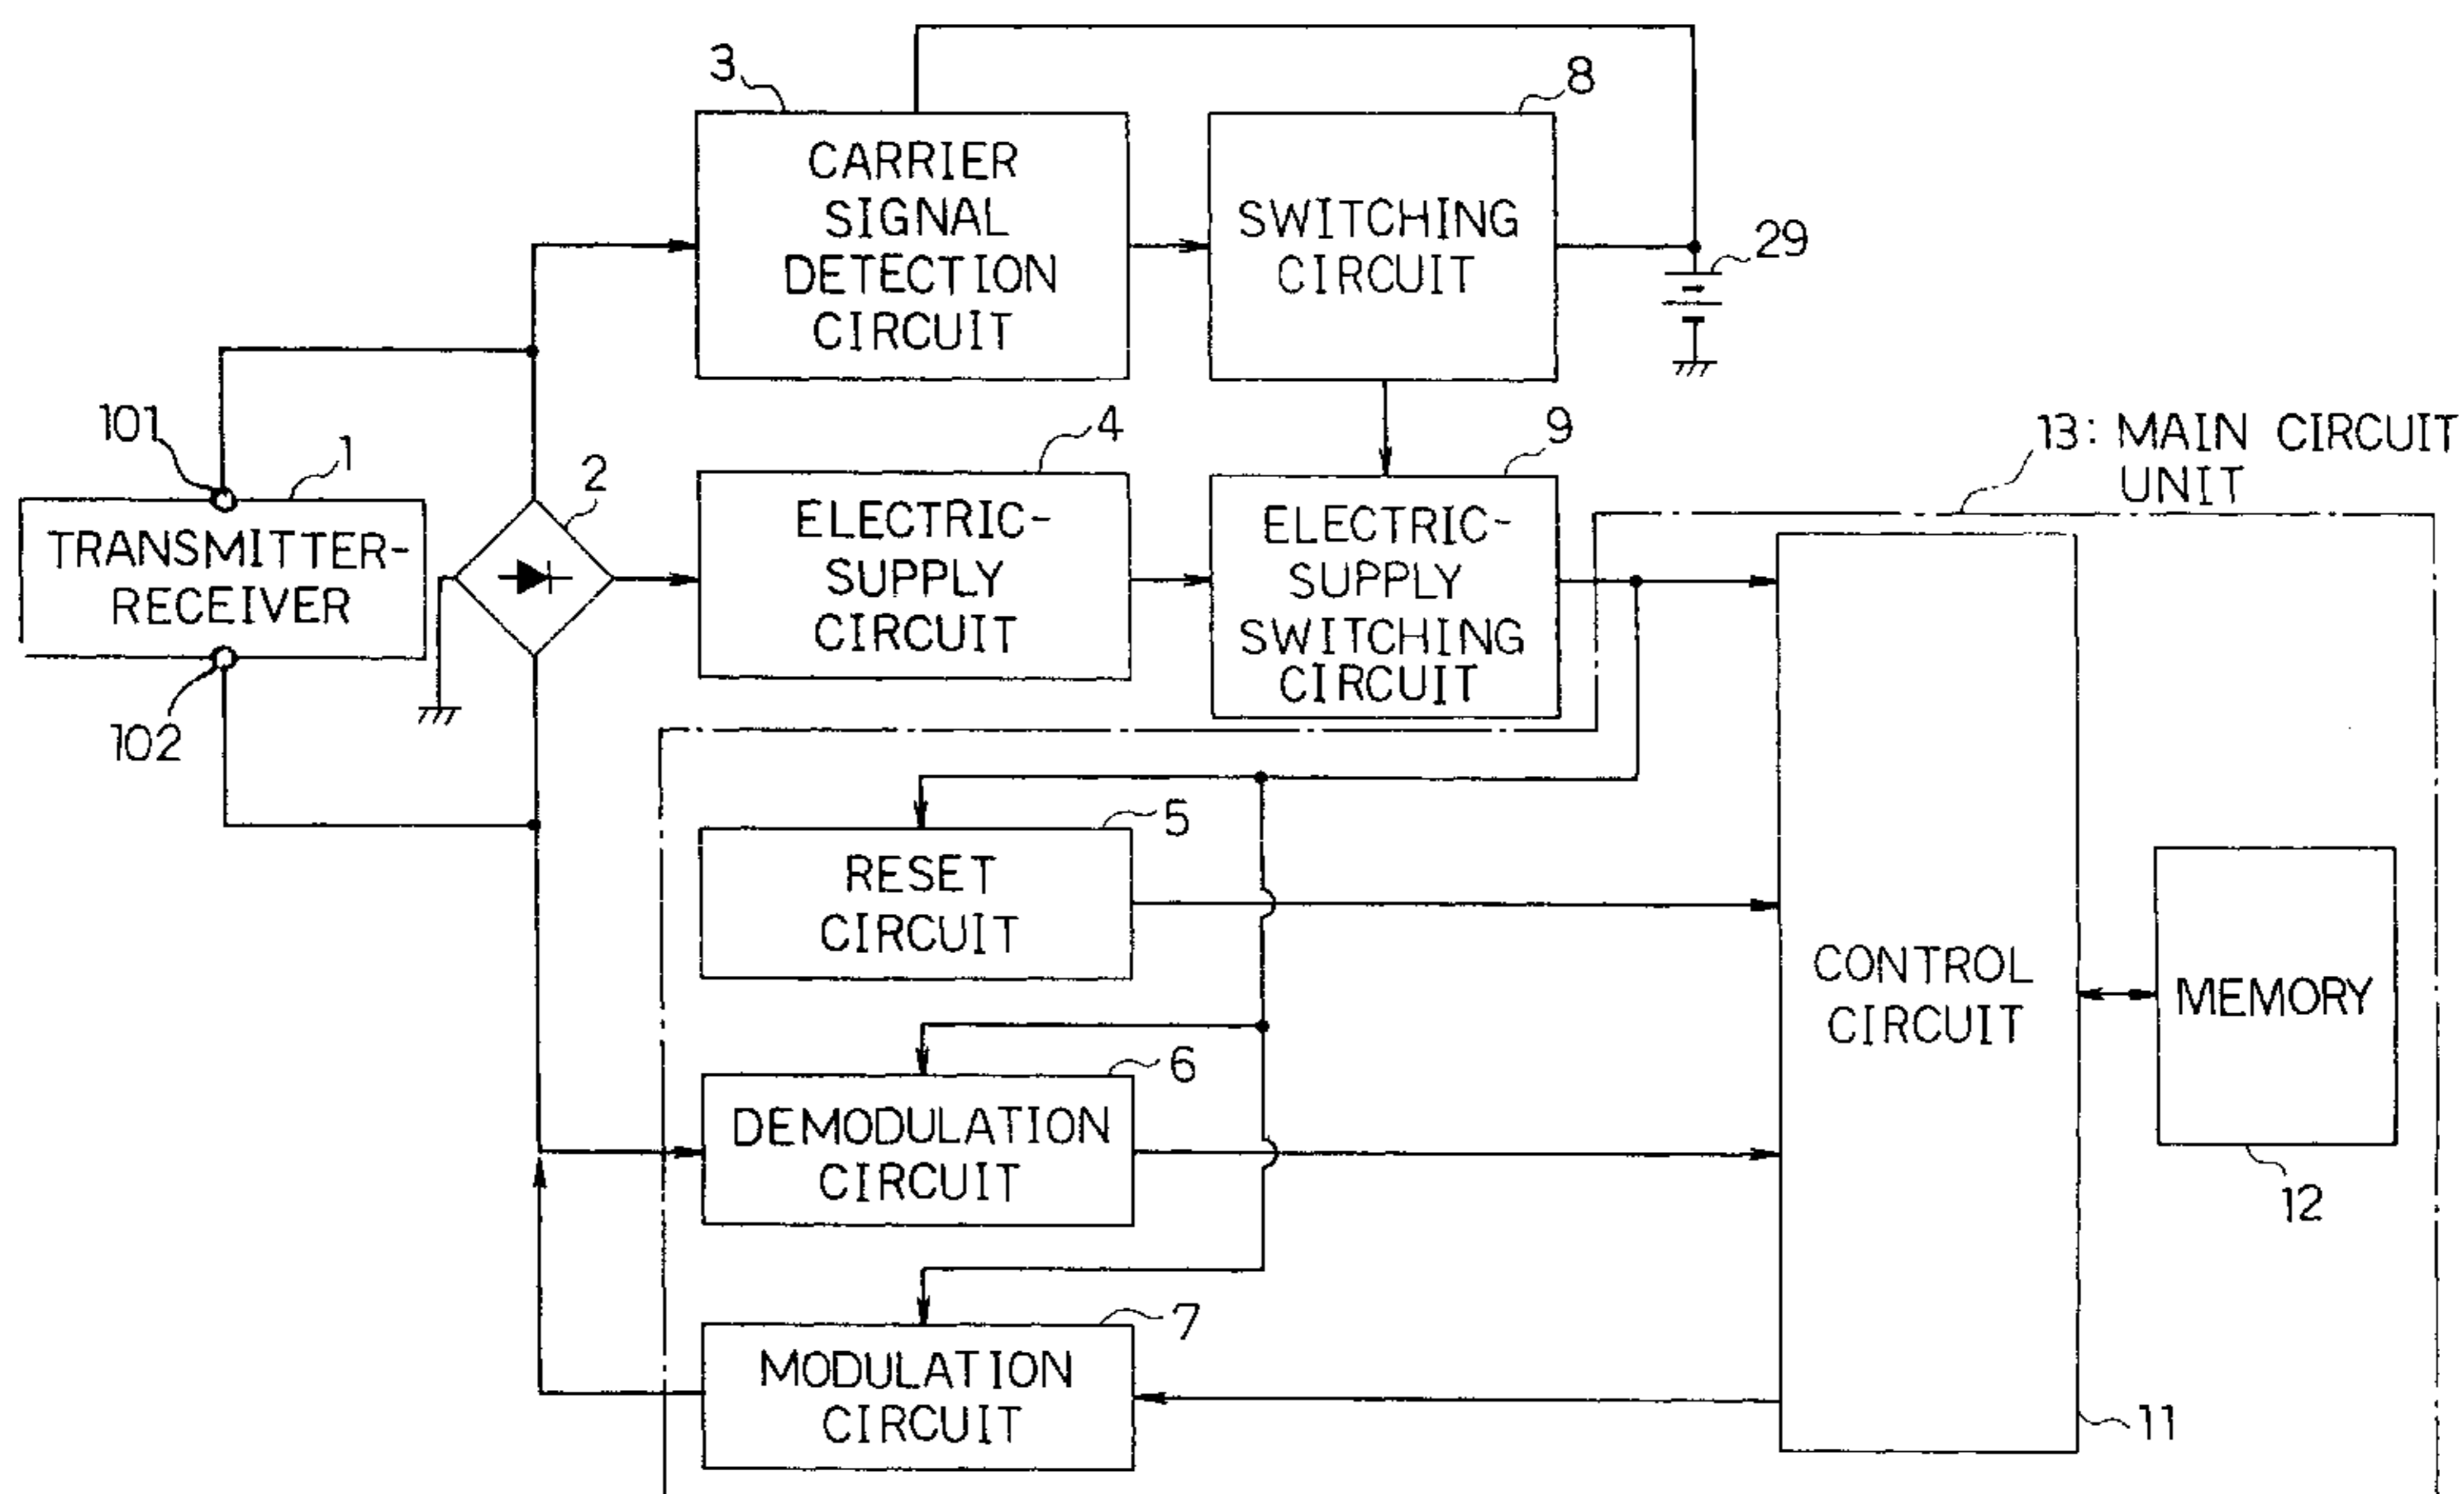 3
CARRIER
SIGNAL
DETECTION
CIRCUIT
8
SWITCHING
CIRCUIT
29
101
1
TRANSMITTER-
RECEIVER
102
2
4
ELECTRIC-
SUPPLY
CIRCUIT
9
ELECTRIC-
SUPPLY
SWITCHING
CIRCUIT
13: MAIN CIRCUIT
UNIT
5
RESET
CIRCUIT
6
DEMODULATION
CIRCUIT
7
MODULATION
CIRCUIT
CONTROL
CIRCUIT
11
MEMORY
12